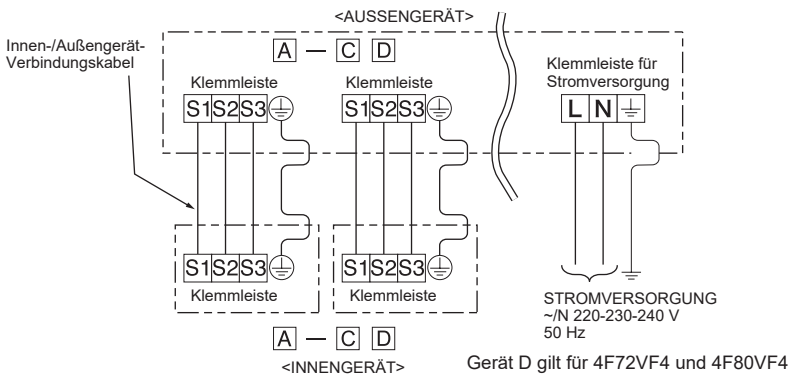 <AUSSENGERÄT>
Innen-/Außengerät-
Verbindungskabel
A — C D
Klemmleiste
S1 S2 S3
Klemmleiste
S1 S2 S3
Klemmleiste für
Stromversorgung
L N
S1 S2 S3
Klemmleiste
S1 S2 S3
Klemmleiste
STROMVERSORGUNG
~/N 220-230-240 V
50 Hz
A — C D
<INNENGERÄT>
Gerät D gilt für 4F72VF4 und 4F80VF4